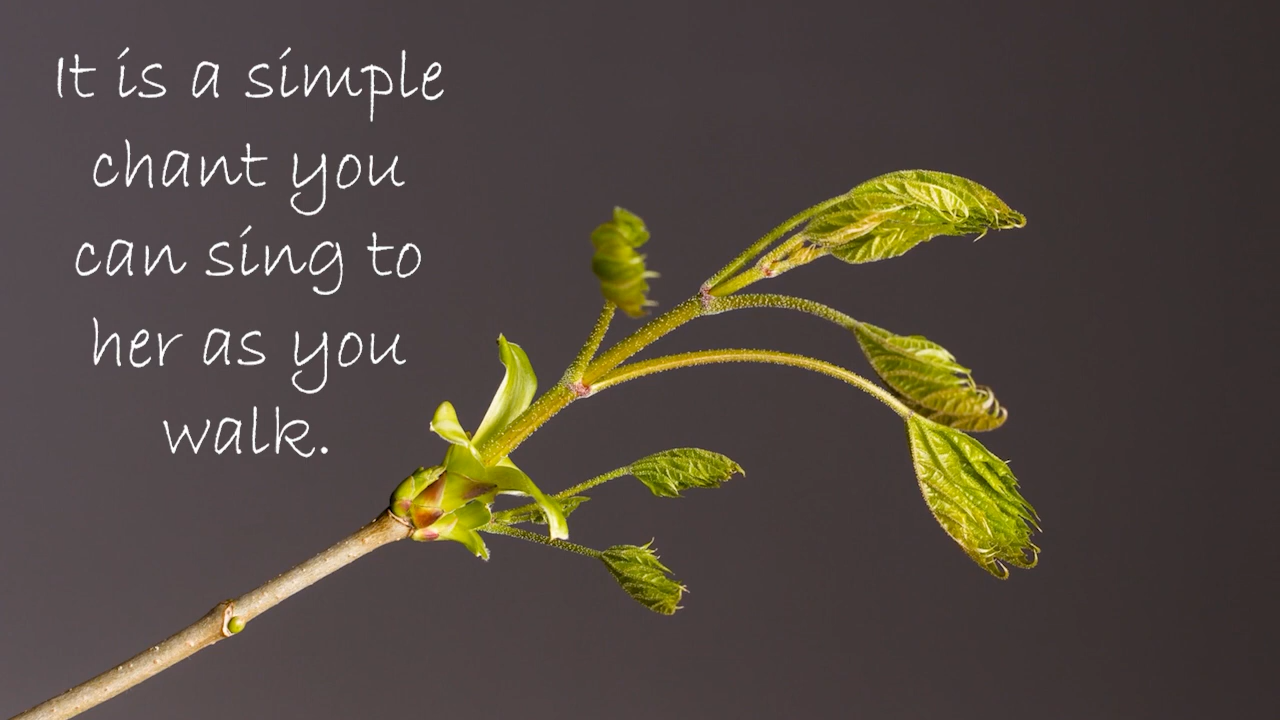 It is a simple
chant you
can sing to
her as you
walk.